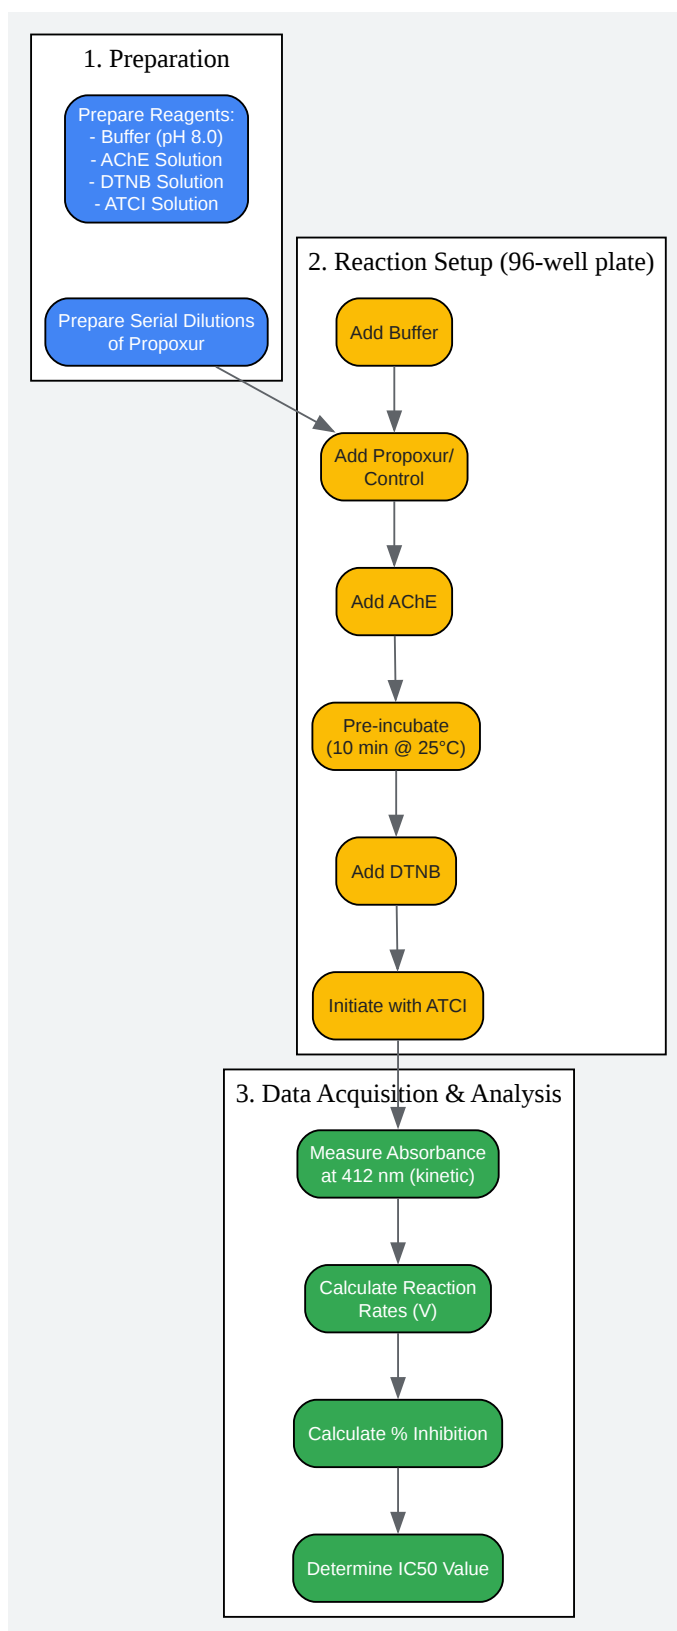 1. Preparation
Prepare Reagents:
- Buffer (pH 8.0)
- AChE Solution
- DTNB Solution
- ATCI Solution
Prepare Serial Dilutions
of Propoxur
2. Reaction Setup (96-well plate)
Add Buffer
Add Propoxur/
Control
Add AChE
Pre-incubate
(10 min @ 25°C)
Add DTNB
Initiate with ATCI
3. Data Acquisition & Analysis
Measure Absorbance
at 412 nm (kinetic)
Calculate Reaction
Rates (V)
Calculate % Inhibition
Determine IC50 Value